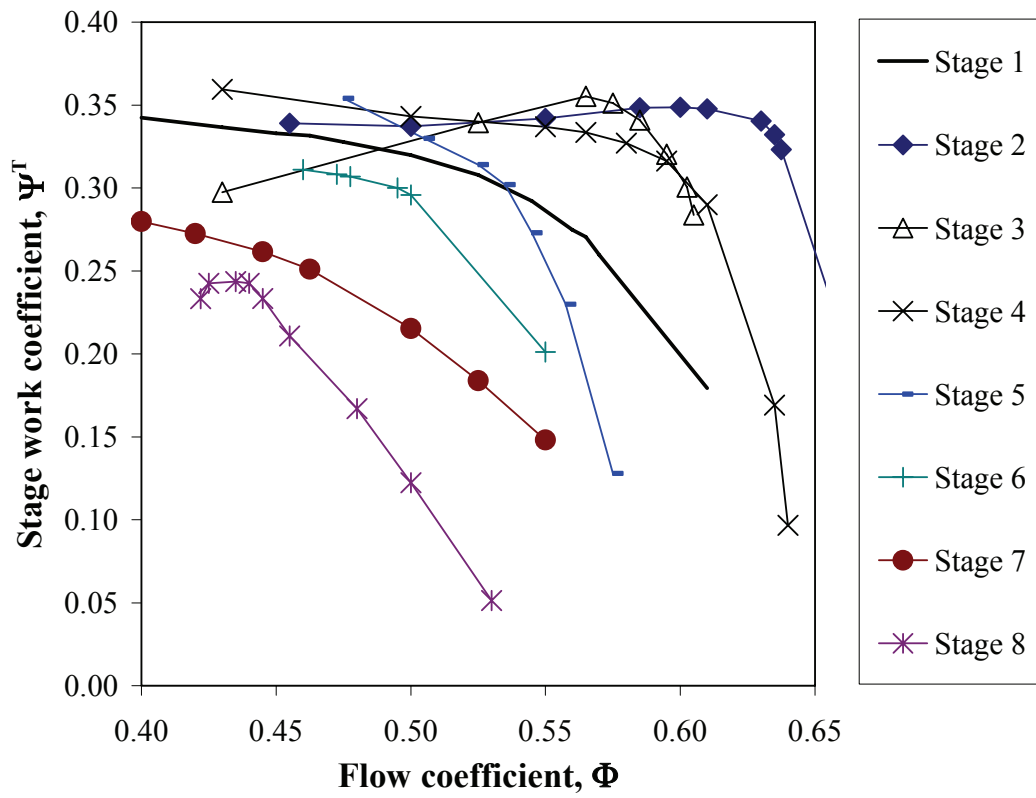 0.40
0.35
0.30
0.25
0.20
0.15
0.10
0.05
0.00
Stage work coefficient, Ψᵀ
0.40 0.45 0.50 0.55 0.60 0.65
Flow coefficient, Φ
Stage 1
Stage 2
Stage 3
Stage 4
Stage 5
Stage 6
Stage 7
Stage 8